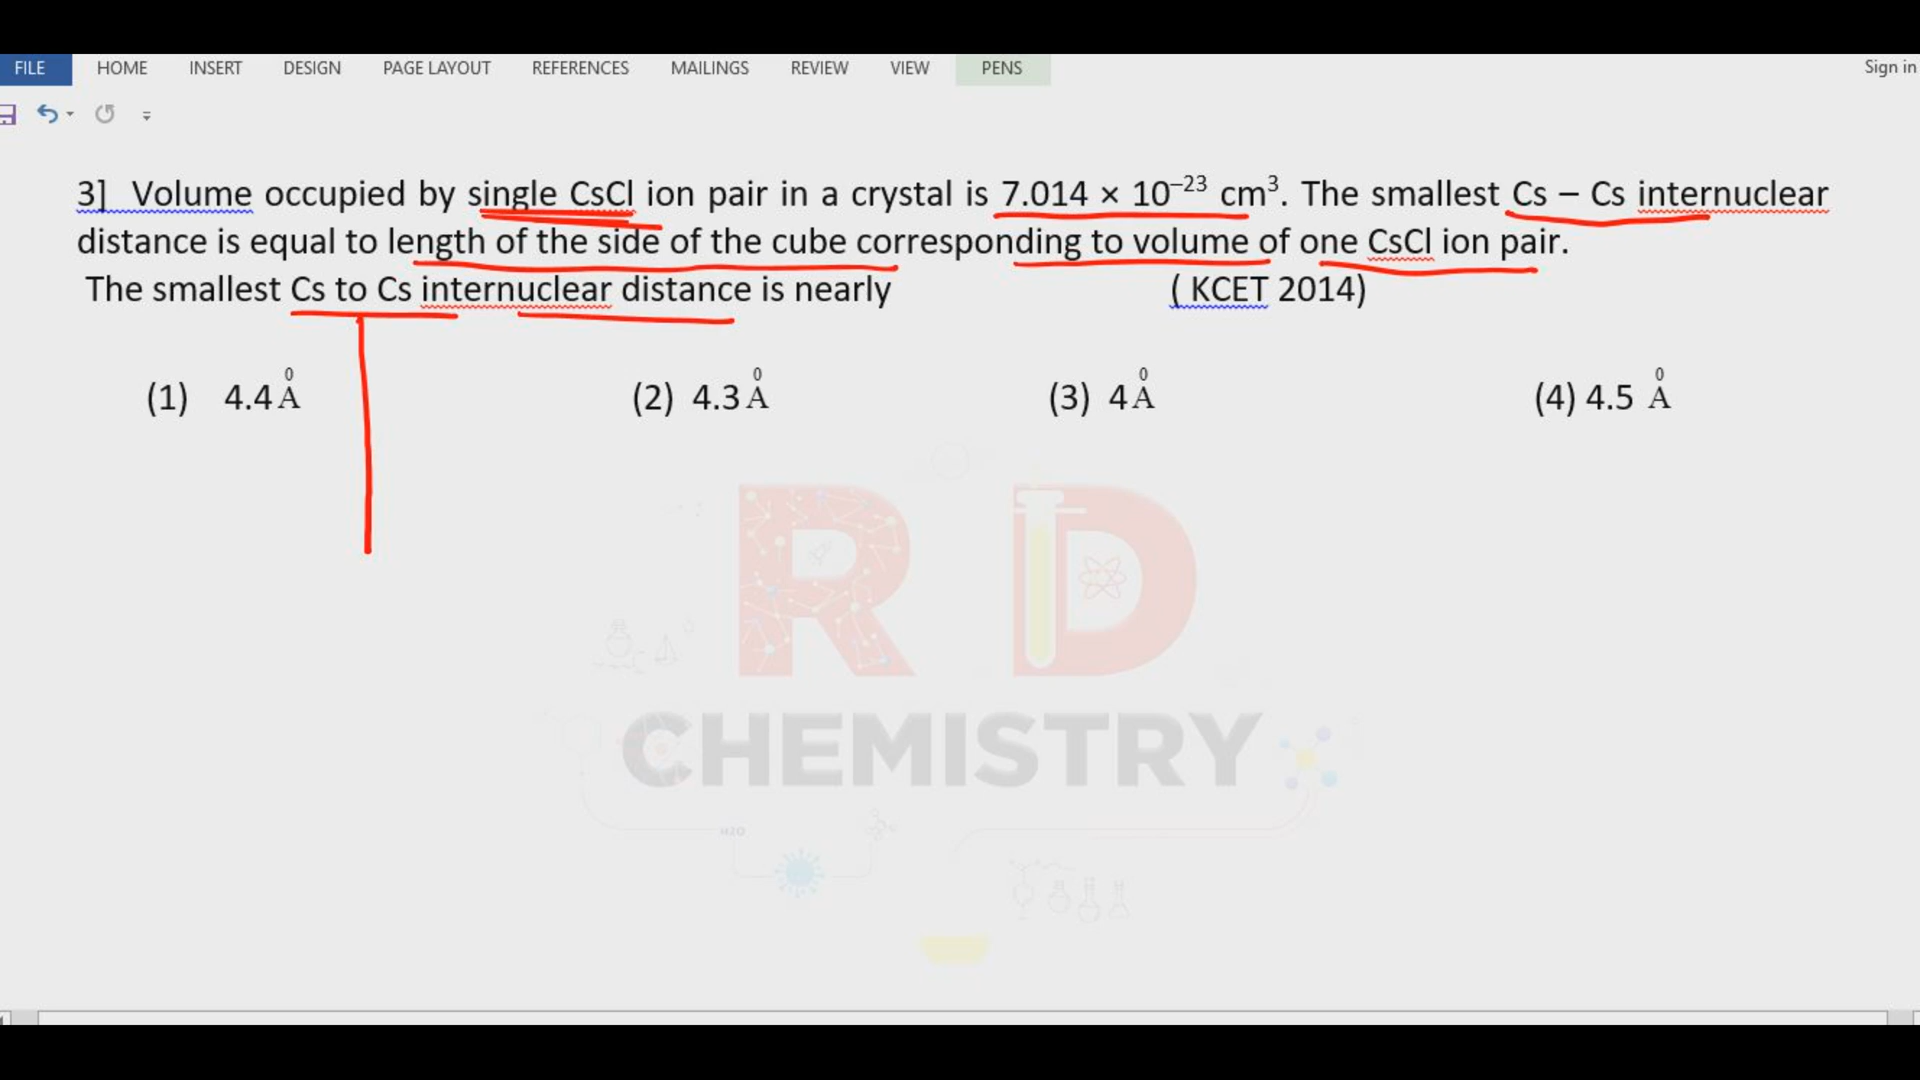 FILE HOME INSERT DESIGN PAGE LAYOUT REFERENCES MAILINGS REVIEW VIEW PENS Sign in
3] Volume occupied by single CsCl ion pair in a crystal is 7.014 × 10⁻²³ cm³. The smallest Cs – Cs internuclear
distance is equal to length of the side of the cube corresponding to volume of one CsCl ion pair.
The smallest Cs to Cs internuclear distance is nearly ( KCET 2014)
(1) 4.4 Å (2) 4.3 Å (3) 4 Å (4) 4.5 Å
R D
CHEMISTRY
H2O